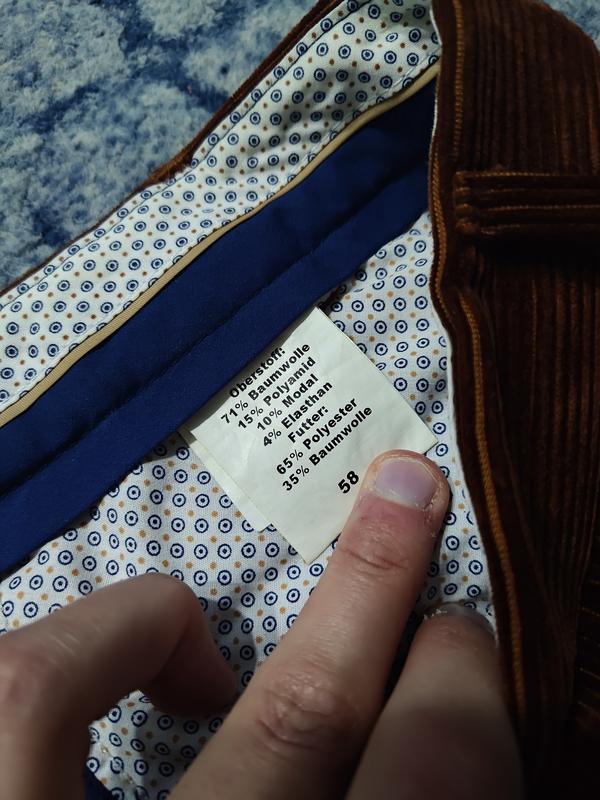 Oberstoff:
71% Baumwolle
15% Polyamid
10% Modal
4% Elasthan
Futter:
65% Polyester
35% Baumwolle
58